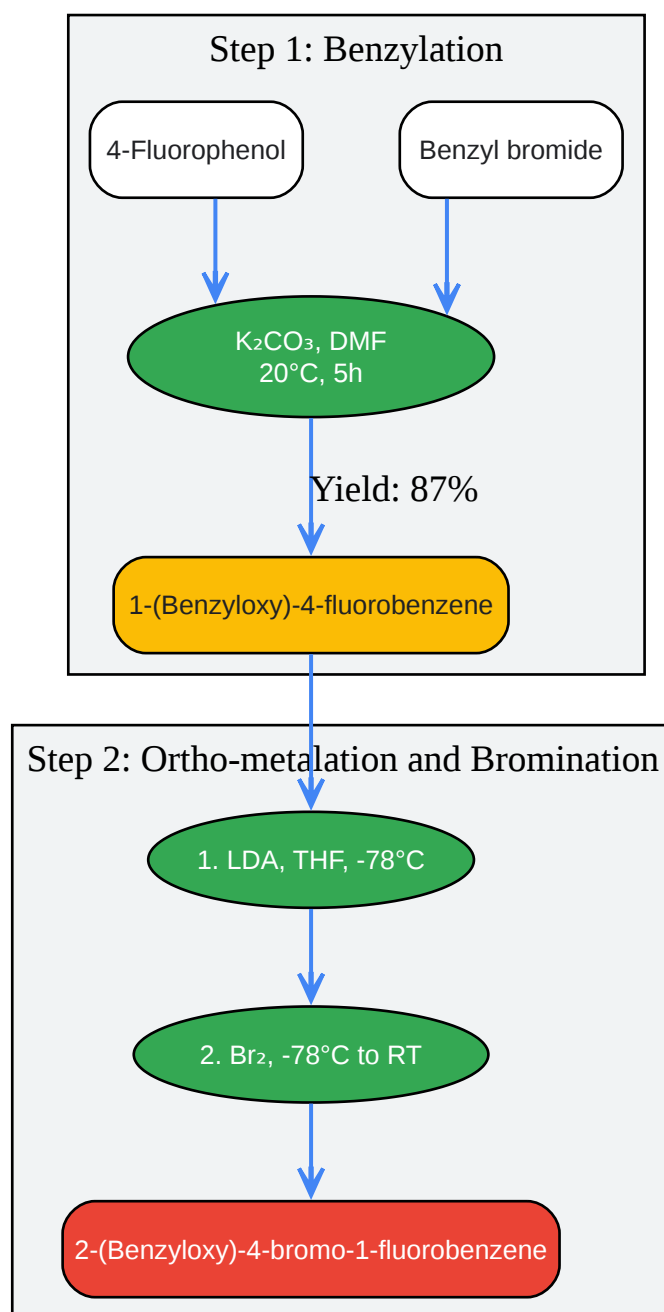 Step 1: Benzylation
4-Fluorophenol
Benzyl bromide
K₂CO₃, DMF
20°C, 5h
Yield: 87%
1-(Benzyloxy)-4-fluorobenzene
Step 2: Ortho-metalation and Bromination
1. LDA, THF, -78°C
2. Br₂, -78°C to RT
2-(Benzyloxy)-4-bromo-1-fluorobenzene